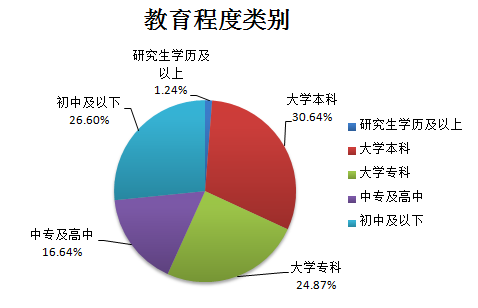 教育程度类别
研究生学历及
以上
1.24%
大学本科
30.64%
大学专科
24.87%
中专及高中
16.64%
初中及以下
26.60%
研究生学历及以上
大学本科
大学专科
中专及高中
初中及以下